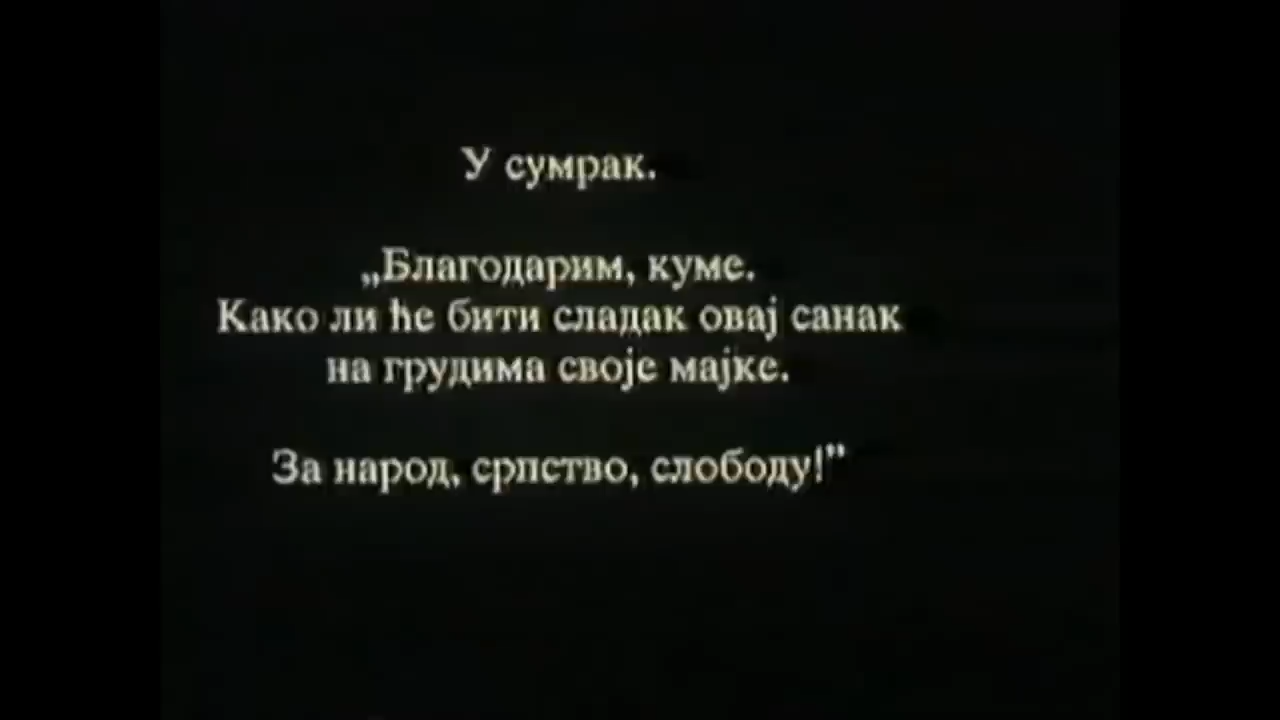 У сумрак.
„Благодарим, куме.
Како ли ће бити сладак овај санак
на грудима своје мајке.
За народ, српство, слободу!”